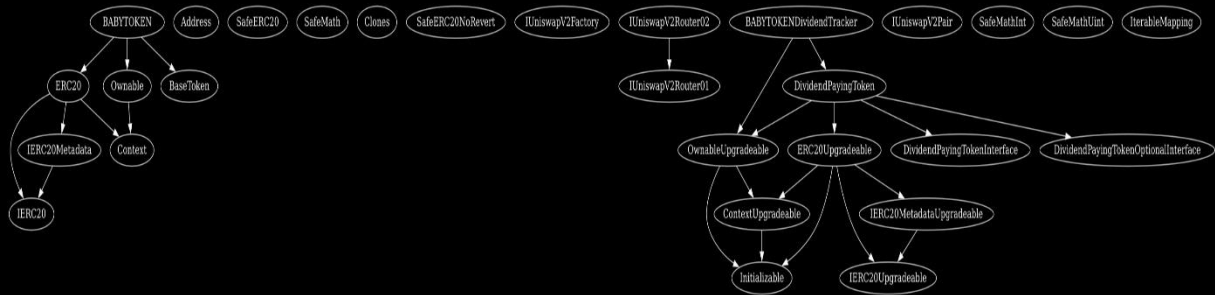 BABYTOKEN
Address
SafeERC20
SafeMath
Clones
SafeERC20NoRevert
IUniswapV2Factory
IUniswapV2Router02
BABYTOKENDividendTracker
IUniswapV2Pair
SafeMathInt
SafeMathUint
IterableMapping
ERC20
Ownable
BaseToken
IUniswapV2Router01
DividendPayingToken
IERC20Metadata
Context
OwnableUpgradeable
ERC20Upgradeable
DividendPayingTokenInterface
DividendPayingTokenOptionalInterface
IERC20
ContextUpgradeable
IERC20MetadataUpgradeable
Initializable
IERC20Upgradeable